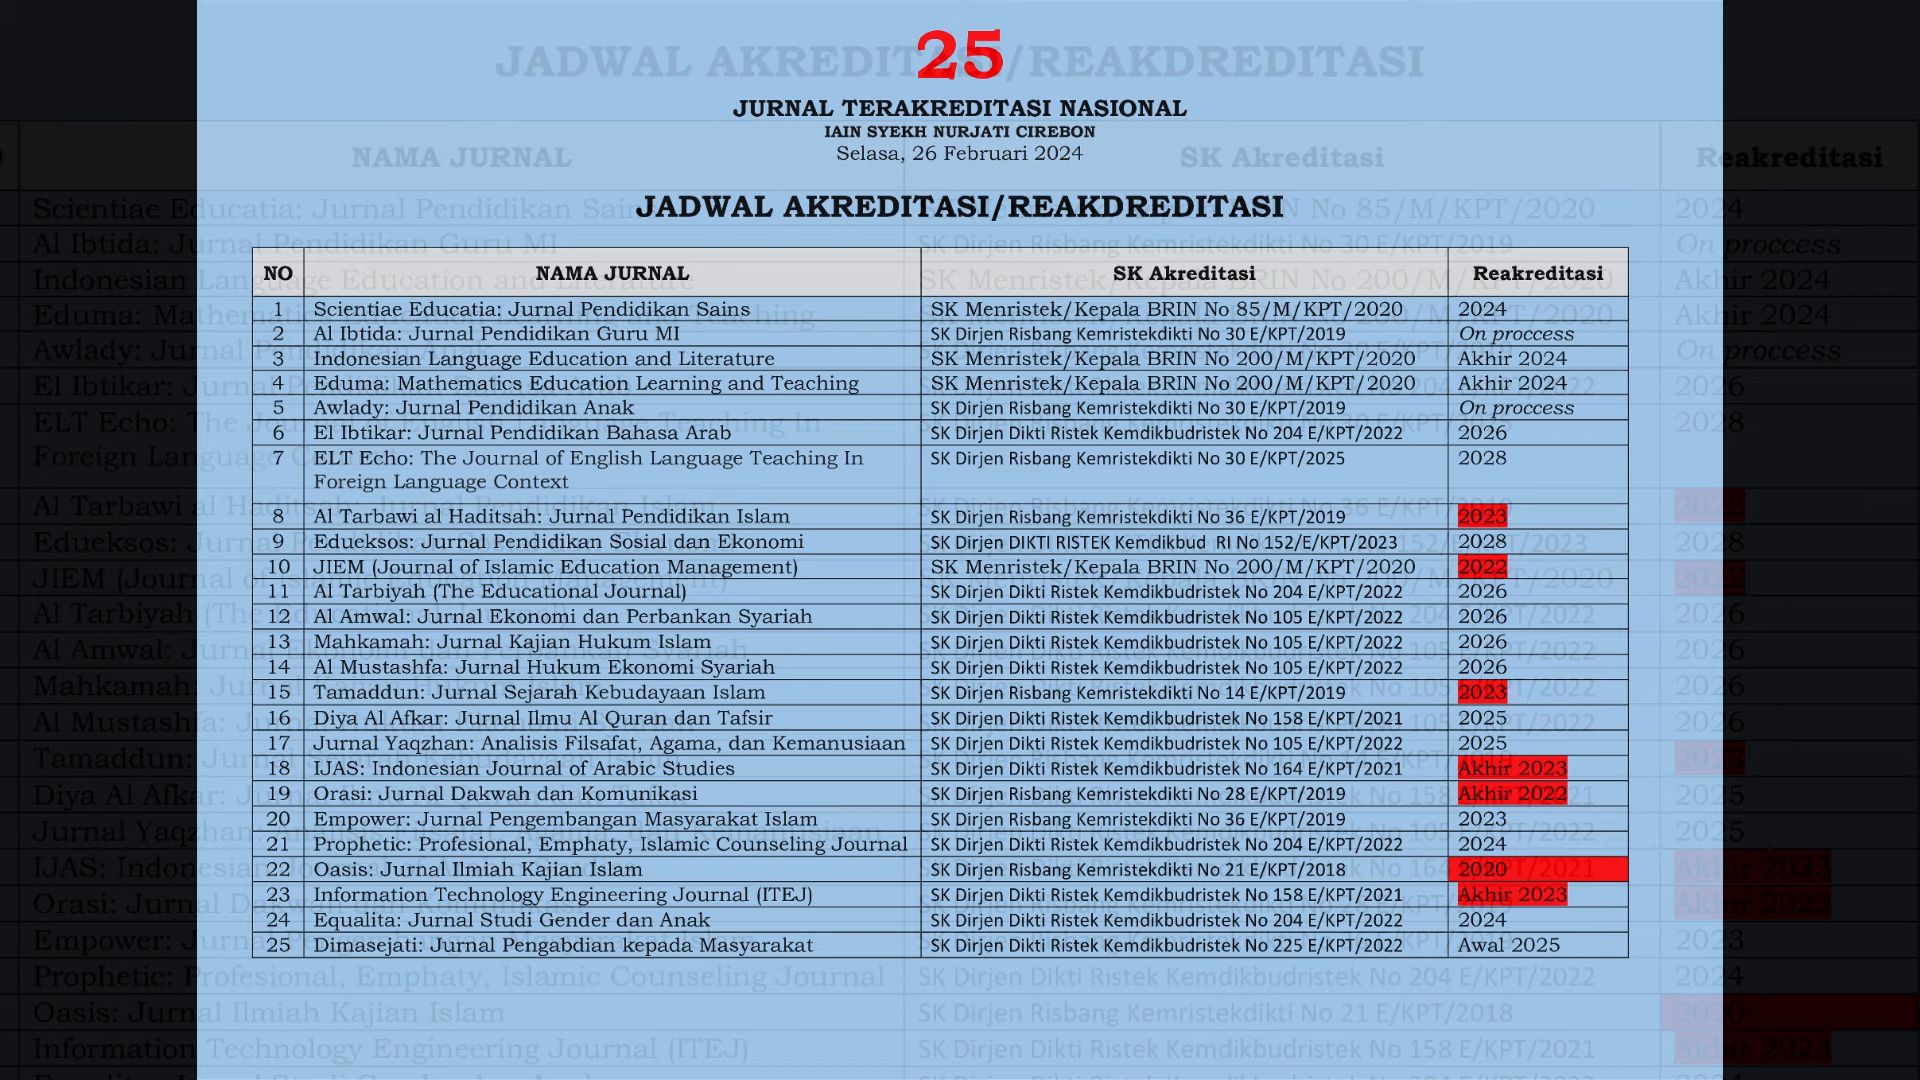 25
JURNAL TERAKREDITASI NASIONAL
IAIN SYEKH NURJATI CIREBON
Selasa, 26 Februari 2024
JADWAL AKREDITASI/REAKDREDITASI
NO NAMA JURNAL SK Akreditasi Reakreditasi
1 Scientiae Educatia: Jurnal Pendidikan Sains SK Menristek/Kepala BRIN No 85/M/KPT/2020 2024
2 Al Ibtida: Jurnal Pendidikan Guru MI SK Dirjen Risbang Kemristekdikti No 30 E/KPT/2019 On proccess
3 Indonesian Language Education and Literature SK Menristek/Kepala BRIN No 200/M/KPT/2020 Akhir 2024
4 Eduma: Mathematics Education Learning and Teaching SK Menristek/Kepala BRIN No 200/M/KPT/2020 Akhir 2024
5 Awlady: Jurnal Pendidikan Anak SK Dirjen Risbang Kemristekdikti No 30 E/KPT/2019 On proccess
6 El Ibtikar: Jurnal Pendidikan Bahasa Arab SK Dirjen Dikti Ristek Kemdikbudristek No 204 E/KPT/2022 2026
7 ELT Echo: The Journal of English Language Teaching In SK Dirjen Risbang Kemristekdikti No 30 E/KPT/2025 2028
Foreign Language Context
8 Al Tarbawi al Haditsah: Jurnal Pendidikan Islam SK Dirjen Risbang Kemristekdikti No 36 E/KPT/2019 2023
9 Edueksos: Jurnal Pendidikan Sosial dan Ekonomi SK Dirjen DIKTI RISTEK Kemdikbud RI No 152/E/KPT/2023 2028
10 JIEM (Journal of Islamic Education Management) SK Menristek/Kepala BRIN No 200/M/KPT/2020 2022
11 Al Tarbiyah (The Educational Journal) SK Dirjen Dikti Ristek Kemdikbudristek No 204 E/KPT/2022 2026
12 Al Amwal: Jurnal Ekonomi dan Perbankan Syariah SK Dirjen Dikti Ristek Kemdikbudristek No 105 E/KPT/2022 2026
13 Mahkamah: Jurnal Kajian Hukum Islam SK Dirjen Dikti Ristek Kemdikbudristek No 105 E/KPT/2022 2026
14 Al Mustashfa: Jurnal Hukum Ekonomi Syariah SK Dirjen Dikti Ristek Kemdikbudristek No 105 E/KPT/2022 2026
15 Tamaddun: Jurnal Sejarah Kebudayaan Islam SK Dirjen Risbang Kemristekdikti No 14 E/KPT/2019 2023
16 Diya Al Afkar: Jurnal Ilmu Al Quran dan Tafsir SK Dirjen Dikti Ristek Kemdikbudristek No 158 E/KPT/2021 2025
17 Jurnal Yaqzhan: Analisis Filsafat, Agama, dan Kemanusiaan SK Dirjen Dikti Ristek Kemdikbudristek No 105 E/KPT/2022 2025
18 IJAS: Indonesian Journal of Arabic Studies SK Dirjen Dikti Ristek Kemdikbudristek No 164 E/KPT/2021 Akhir 2023
19 Orasi: Jurnal Dakwah dan Komunikasi SK Dirjen Risbang Kemristekdikti No 28 E/KPT/2019 Akhir 2022
20 Empower: Jurnal Pengembangan Masyarakat Islam SK Dirjen Risbang Kemristekdikti No 36 E/KPT/2019 2023
21 Prophetic: Profesional, Emphaty, Islamic Counseling Journal SK Dirjen Dikti Ristek Kemdikbudristek No 204 E/KPT/2022 2024
22 Oasis: Jurnal Ilmiah Kajian Islam SK Dirjen Risbang Kemristekdikti No 21 E/KPT/2018 2020
23 Information Technology Engineering Journal (ITEJ) SK Dirjen Dikti Ristek Kemdikbudristek No 158 E/KPT/2021 Akhir 2023
24 Equalita: Jurnal Studi Gender dan Anak SK Dirjen Dikti Ristek Kemdikbudristek No 204 E/KPT/2022 2024
25 Dimasejati: Jurnal Pengabdian kepada Masyarakat SK Dirjen Dikti Ristek Kemdikbudristek No 225 E/KPT/2022 Awal 2025